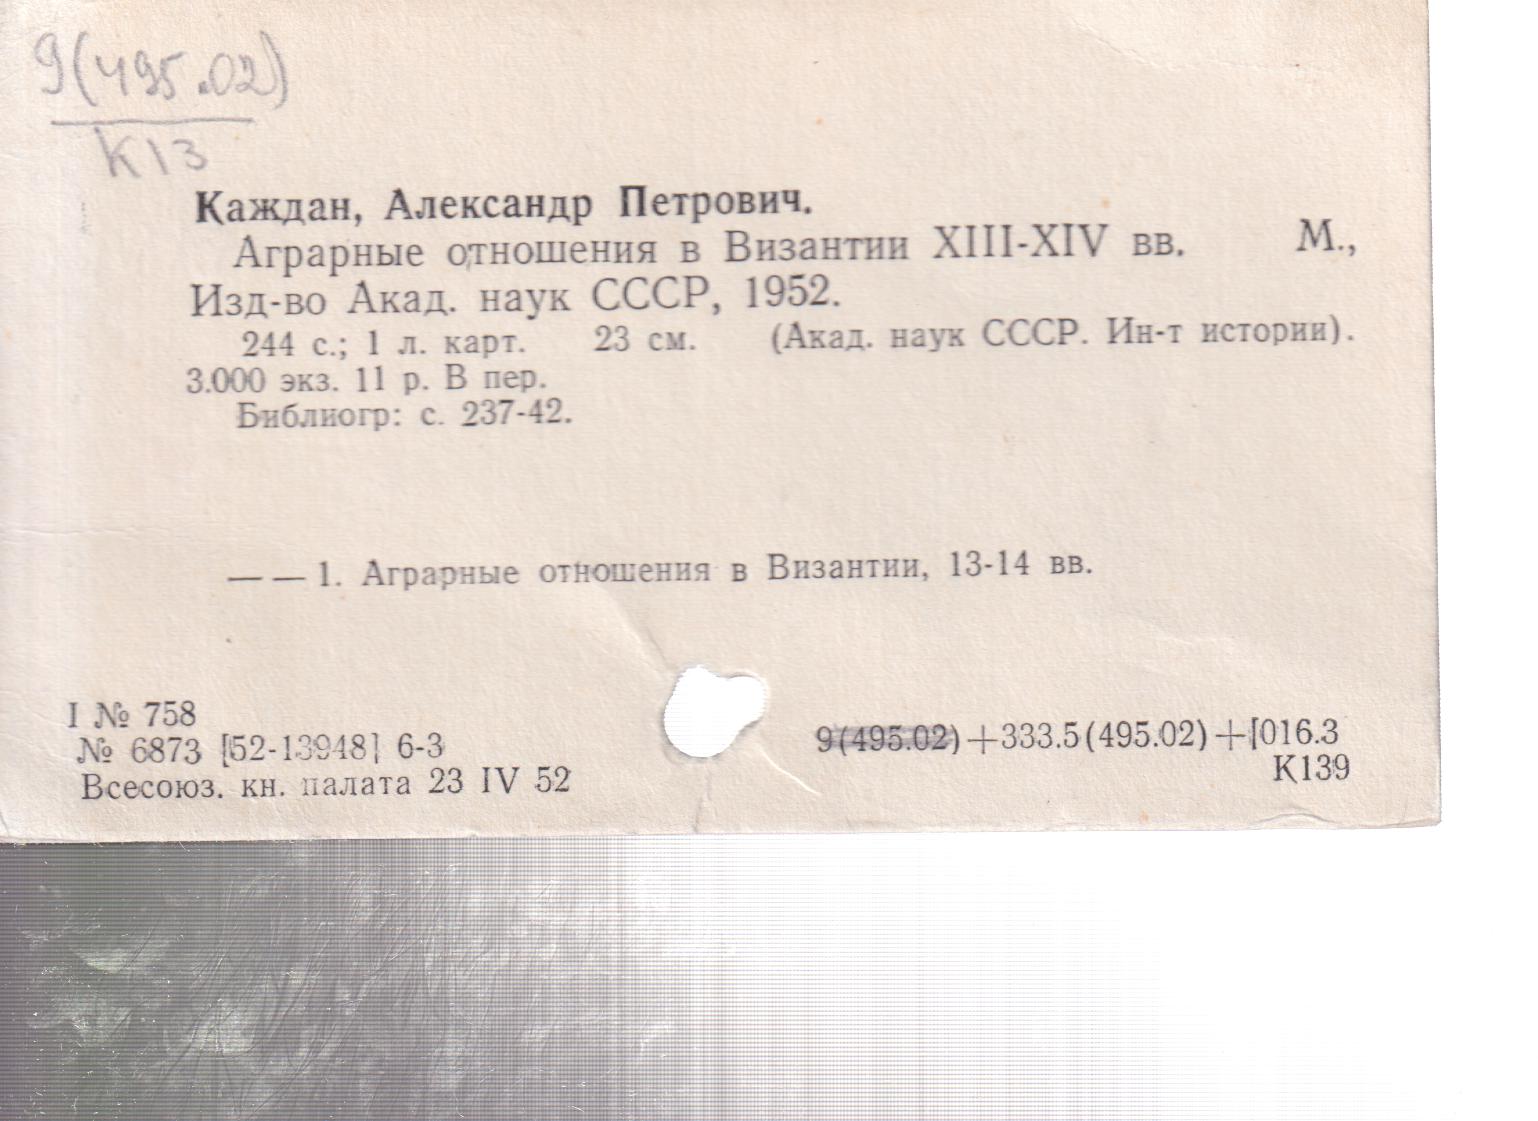 9(495.02)
К13
Каждан, Александр Петрович.
Аграрные отношения в Византии XIII-XIV вв. М.,
Изд-во Акад. наук СССР, 1952.
244 с.; 1 л. карт. 23 см. (Акад. наук СССР. Ин-т истории).
3.000 экз. 11 р. В пер.
Библиогр: с. 237-42.
— — 1. Аграрные отношения в Византии, 13-14 вв.
I № 758
№ 6873 [52-13948] 6-3
Всесоюз. кн. палата 23 IV 52
9(495.02)+333.5(495.02)+[016.3
К139